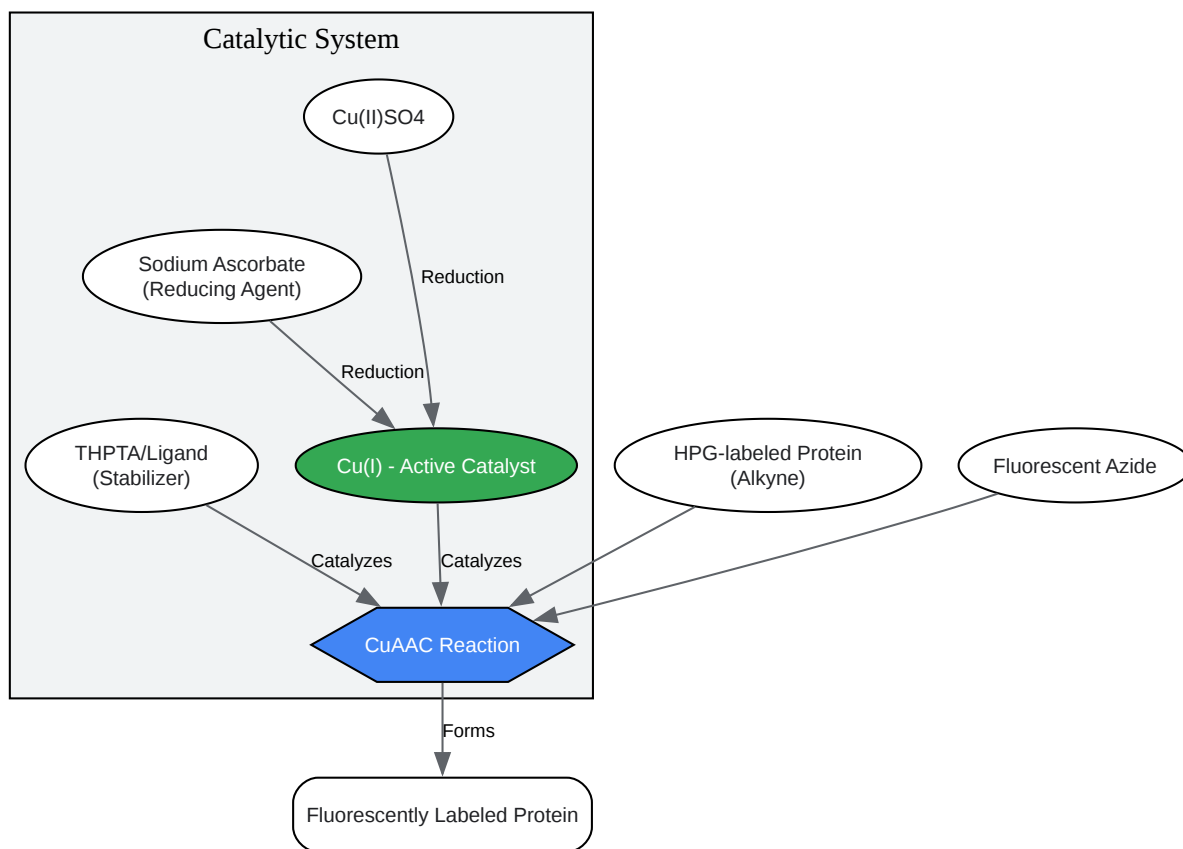 Catalytic System
Cu(II)SO4
Sodium Ascorbate
(Reducing Agent)
Reduction
Reduction
THPTA/Ligand
(Stabilizer)
Cu(I) - Active Catalyst
HPG-labeled Protein
(Alkyne)
Fluorescent Azide
Catalyzes
Catalyzes
CuAAC Reaction
Forms
Fluorescently Labeled Protein